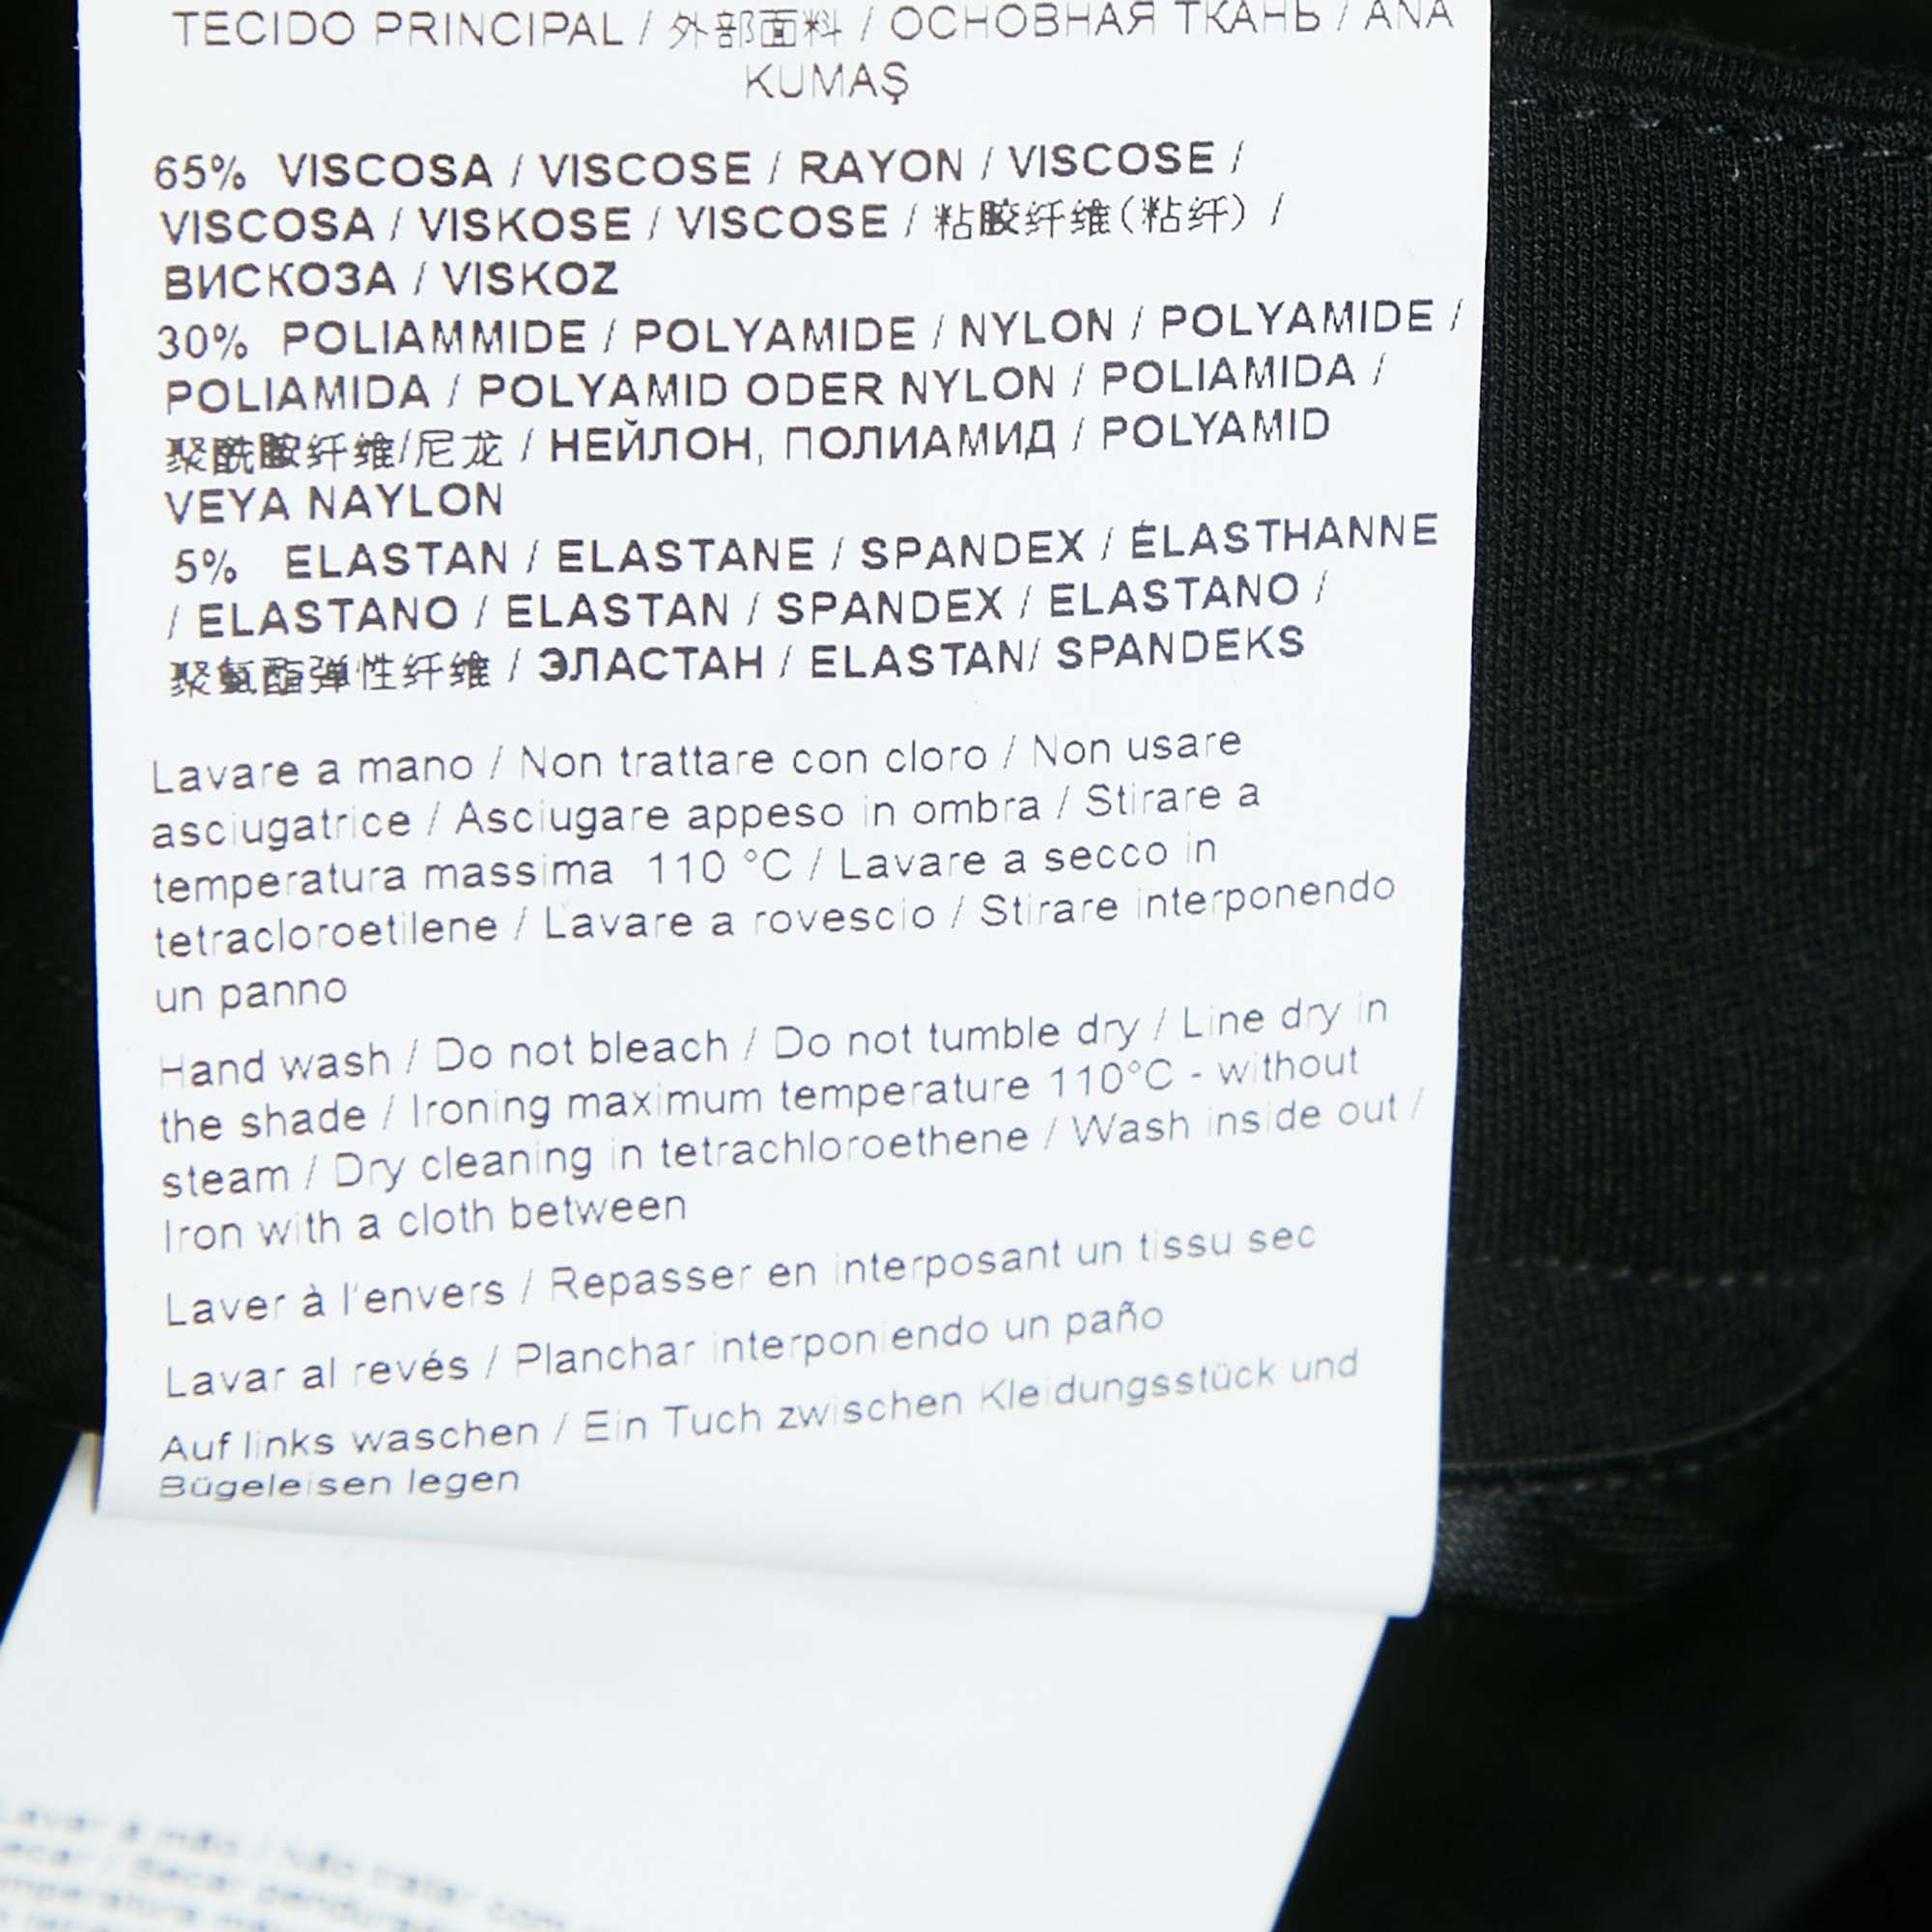 TECIDO PRINCIPAL / 外部面料 / ОСНОВНАЯ ТКАНЬ / ANA
KUMAŞ
65% VISCOSA / VISCOSE / RAYON / VISCOSE /
VISCOSA / VISKOSE / VISCOSE / 粘胶纤维(粘纤) /
ВИСКОЗА / VISKOZ
30% POLIAMMIDE / POLYAMIDE / NYLON / POLYAMIDE /
POLIAMIDA / POLYAMID ODER NYLON / POLIAMIDA /
聚酰胺纤维/尼龙 / НЕЙЛОН, ПОЛИАМИД / POLYAMID
VEYA NAYLON
5% ELASTAN / ELASTANE / SPANDEX / ÉLASTHANNE
/ ELASTANO / ELASTAN / SPANDEX / ELASTANO /
聚氨酯弹性纤维 / ЭЛАСТАН / ELASTAN/ SPANDEKS
Lavare a mano / Non trattare con cloro / Non usare
asciugatrice / Asciugare appeso in ombra / Stirare a
temperatura massima 110 °C / Lavare a secco in
tetracloroetilene / Lavare a rovescio / Stirare interponendo
un panno
Hand wash / Do not bleach / Do not tumble dry / Line dry in
the shade / Ironing maximum temperature 110°C - without
steam / Dry cleaning in tetrachloroethene / Wash inside out /
Iron with a cloth between
Laver à l'envers / Repasser en interposant un tissu sec
Lavar al revés / Planchar interponiendo un paño
Auf links waschen / Ein Tuch zwischen Kleidungsstück und
Bügeleisen legen
Lavar à mão / Não tratar com
secar / Secar